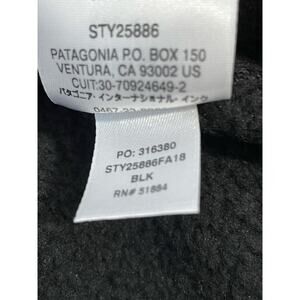 STY25886
PATAGONIA P.O. BOX 150
VENTURA, CA 93002 US
CUIT:30-70924649-2
パタゴニア・インターナショナル・インク
PO: 316380
STY25886FA18
BLK
RN# 51884